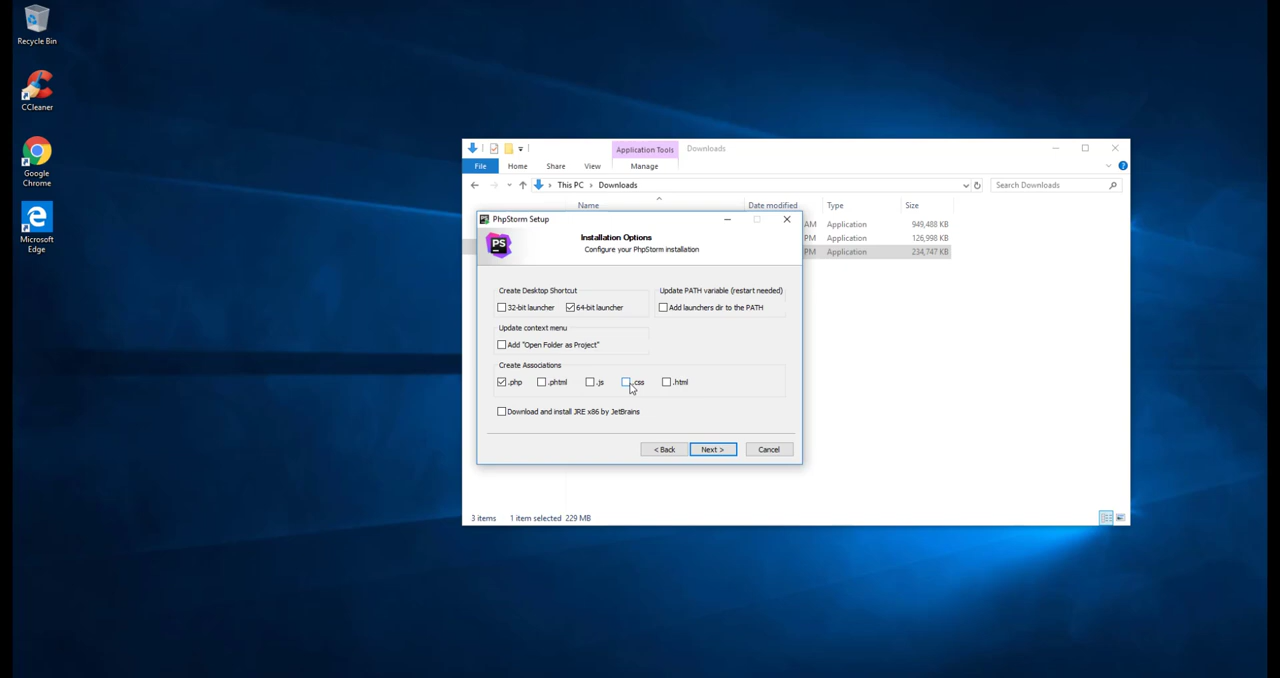 Recycle Bin
CCleaner
Google
Chrome
Microsoft
Edge
Application Tools Downloads
File Home Share View Manage
This PC > Downloads
Search Downloads
Name Date modified Type Size
AM Application 949,488 KB
PM Application 126,998 KB
PM Application 234,747 KB
PhpStorm Setup
PS
Installation Options
Configure your PhpStorm installation
Create Desktop Shortcut
Update PATH variable (restart needed)
32-bit launcher 64-bit launcher
Add launchers dir to the PATH
Update context menu
Add "Open Folder as Project"
Create Associations
.php .phtml .js .css .html
Download and install JRE x86 by JetBrains
< Back Next > Cancel
3 items 1 item selected 229 MB